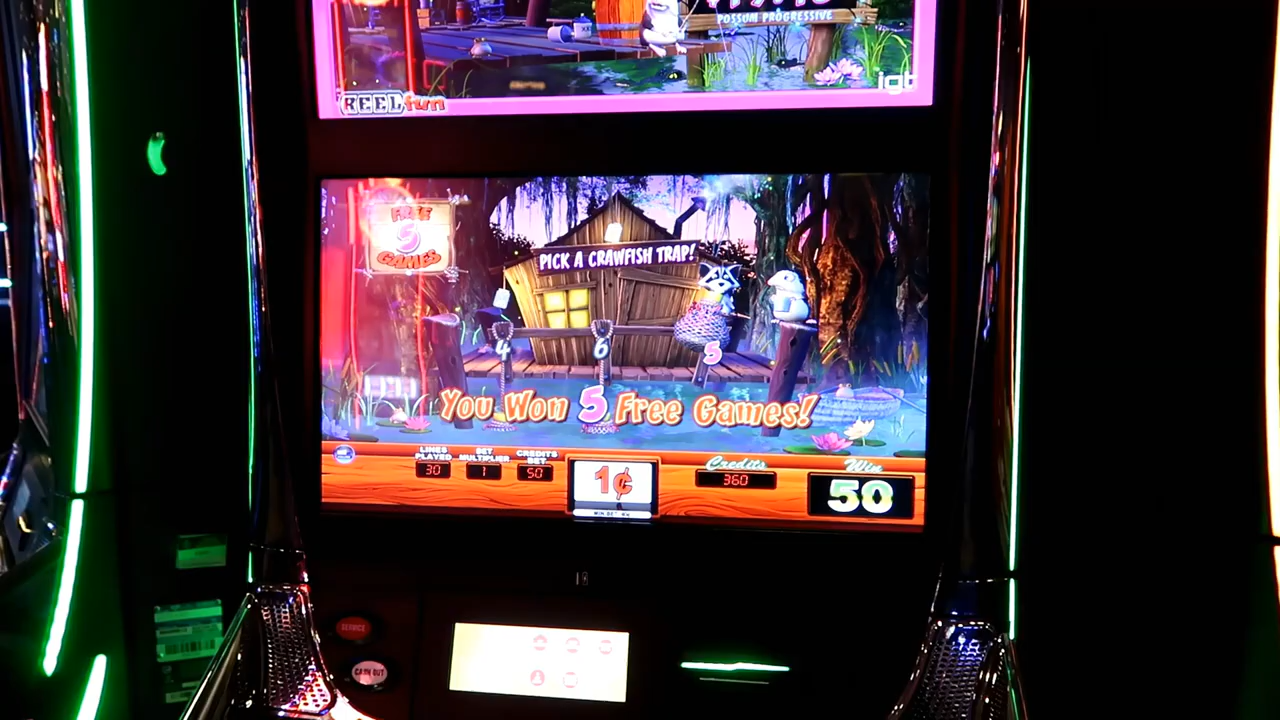 POSSUM PROGRESSIVE
igt
REEL fun
FREE
5
GAMES
PICK A CRAWFISH TRAP!
4
6
5
You Won 5 Free Games!
LINES PLAYED
BET MULTIPLIER
CREDITS BET
Credits
Win
30
1
50
1¢
360
50
SERVICE
CASH OUT